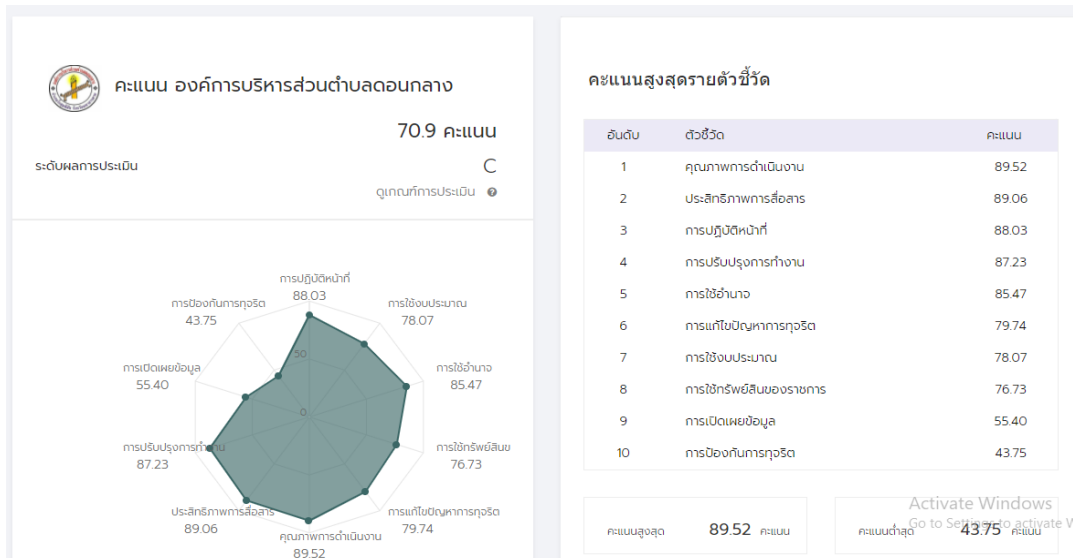 คะแนน องค์การบริหารส่วนตำบลดอนกลาง
70.9 คะแนน
ระดับผลการประเมิน C
ดูเกณฑ์การประเมิน ?
การปฏิบัติหน้าที่
88.03
การป้องกันการทุจริต
43.75
การใช้งบประมาณ
78.07
50
การเปิดเผยข้อมูล
55.40
การใช้อำนาจ
85.47
0
การปรับปรุงการทำงาน
87.23
การใช้ทรัพย์สินข
76.73
ประสิทธิภาพการสื่อสาร
89.06
การแก้ไขปัญหาการทุจริต
79.74
คุณภาพการดำเนินงาน
89.52
คะแนนสูงสุดรายตัวชี้วัด
อันดับ ตัวชี้วัด คะแนน
1 คุณภาพการดำเนินงาน 89.52
2 ประสิทธิภาพการสื่อสาร 89.06
3 การปฏิบัติหน้าที่ 88.03
4 การปรับปรุงการทำงาน 87.23
5 การใช้อำนาจ 85.47
6 การแก้ไขปัญหาการทุจริต 79.74
7 การใช้งบประมาณ 78.07
8 การใช้ทรัพย์สินของราชการ 76.73
9 การเปิดเผยข้อมูล 55.40
10 การป้องกันการทุจริต 43.75
คะแนนสูงสุด 89.52 คะแนน
คะแนนต่ำสุด 43.75 คะแนน
Activate Windows
Go to Settings to activate W